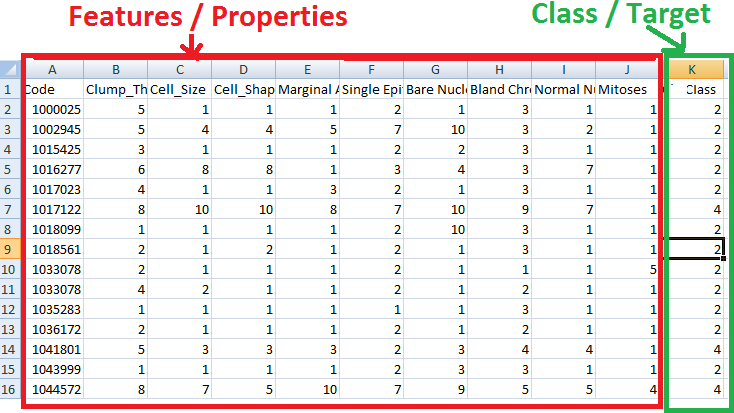 Features / Properties Class / Target
A B C D E F G H I J K
1 Code Clump_Th Cell_Size Cell_Shap Marginal A Single Epi Bare Nucl Bland Chr Normal Nu Mitoses Class
2 1000025 5 1 1 1 2 1 3 1 1 2
3 1002945 5 4 4 5 7 10 3 2 1 2
4 1015425 3 1 1 1 2 2 3 1 1 2
5 1016277 6 8 8 1 3 4 3 7 1 2
6 1017023 4 1 1 3 2 1 3 1 1 2
7 1017122 8 10 10 8 7 10 9 7 1 4
8 1018099 1 1 1 1 2 10 3 1 1 2
9 1018561 2 1 2 1 2 1 3 1 1 2
10 1033078 2 1 1 1 2 1 1 1 5 2
11 1033078 4 2 1 1 2 1 2 1 1 2
12 1035283 1 1 1 1 1 1 3 1 1 2
13 1036172 2 1 1 1 2 1 2 1 1 2
14 1041801 5 3 3 3 2 3 4 4 1 4
15 1043999 1 1 1 1 2 3 3 1 1 2
16 1044572 8 7 5 10 7 9 5 5 4 4